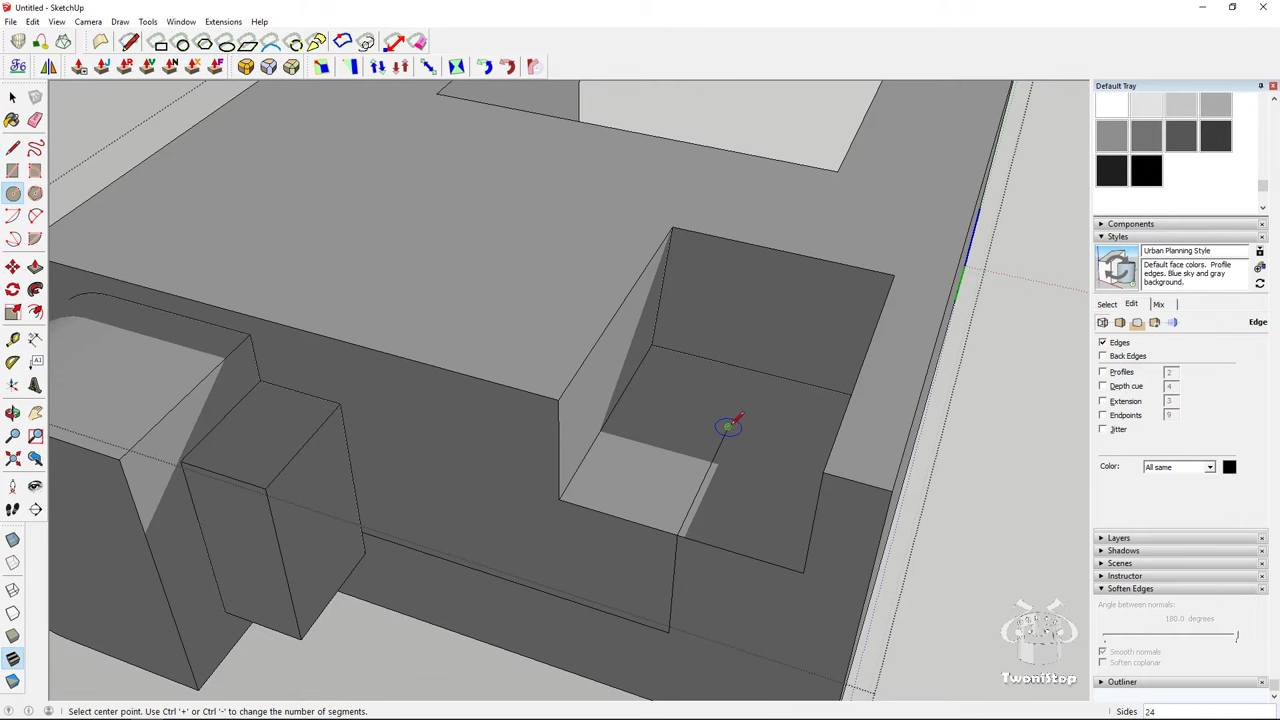 Untitled - SketchUp
File Edit View Camera Draw Tools Window Extensions Help
Default Tray
Components
Styles
Urban Planning Style
Default face colors. Profile edges. Blue sky and gray background.
Select Edit Mix
Edge
Edges
Back Edges
Profiles 2
Depth cue 4
Extension 3
Endpoints 9
Jitter
Color: All same
Layers
Shadows
Scenes
Instructor
Soften Edges
Angle between normals:
180.0 degrees
Smooth normals
Soften coplanar
Outliner
TwoniStop
Select center point. Use Ctrl '+' or Ctrl '-' to change the number of segments.
Sides 24